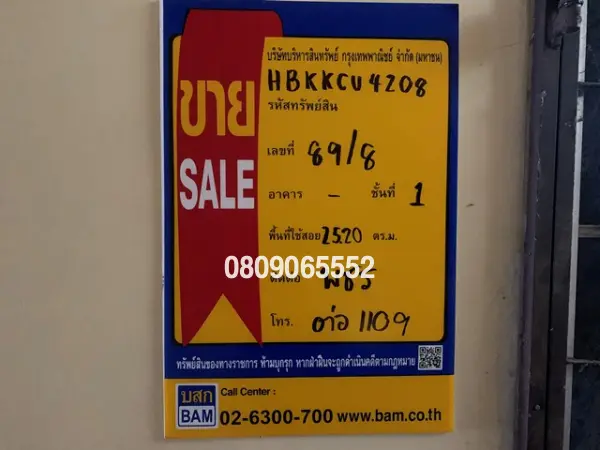 บริษัทบริหารสินทรัพย์ กรุงเทพพาณิชย์ จำกัด (มหาชน)
HBKKCU4208
รหัสทรัพย์สิน
ขาย
SALE
เลขที่ 89/8
อาคาร - ชั้นที่ 1
พื้นที่ใช้สอย 25.20 ตร.ม.
0809065552
ติดต่อ
โทร. ต่อ 1109
ทรัพย์สินของทางราชการ ห้ามบุกรุก หากฝ่าฝืนจะถูกดำเนินคดีตามกฎหมาย
บสก
BAM
Call Center :
02-6300-700 www.bam.co.th